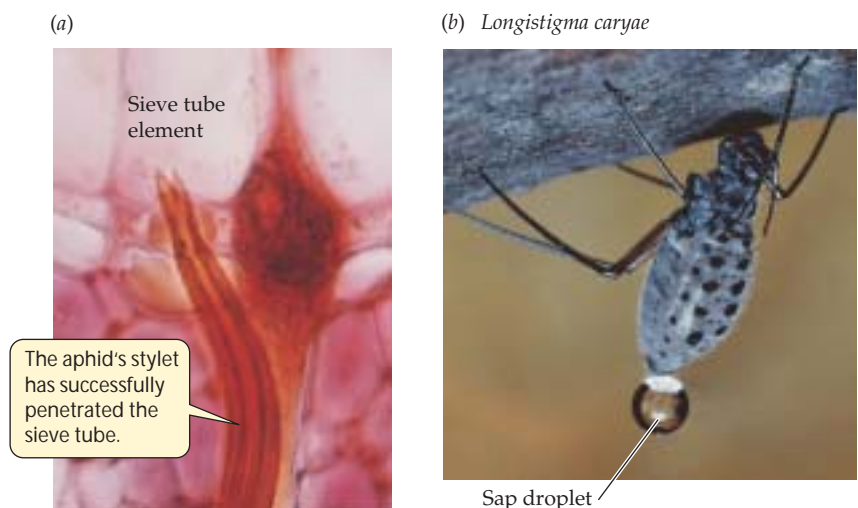 (a)
(b) Longistigma caryae
Sieve tube
element
The aphid's stylet
has successfully
penetrated the
sieve tube.
Sap droplet